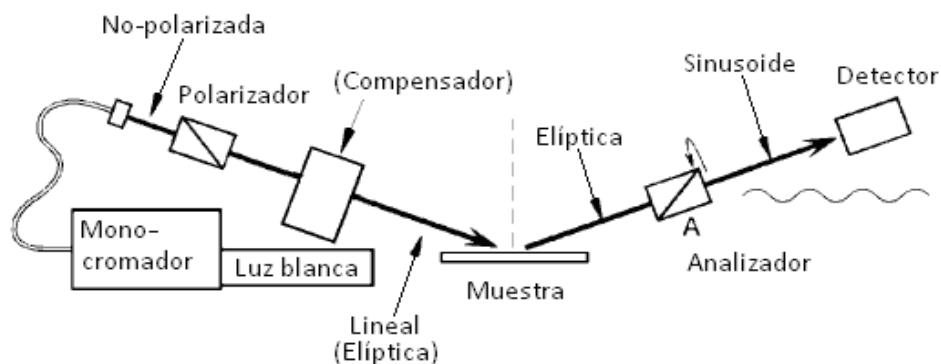 No-polarizada
Polarizador
(Compensador)
Mono-
cromador
Luz blanca
Lineal
(Elíptica)
Muestra
Elíptica
Sinusoide
Detector
A
Analizador